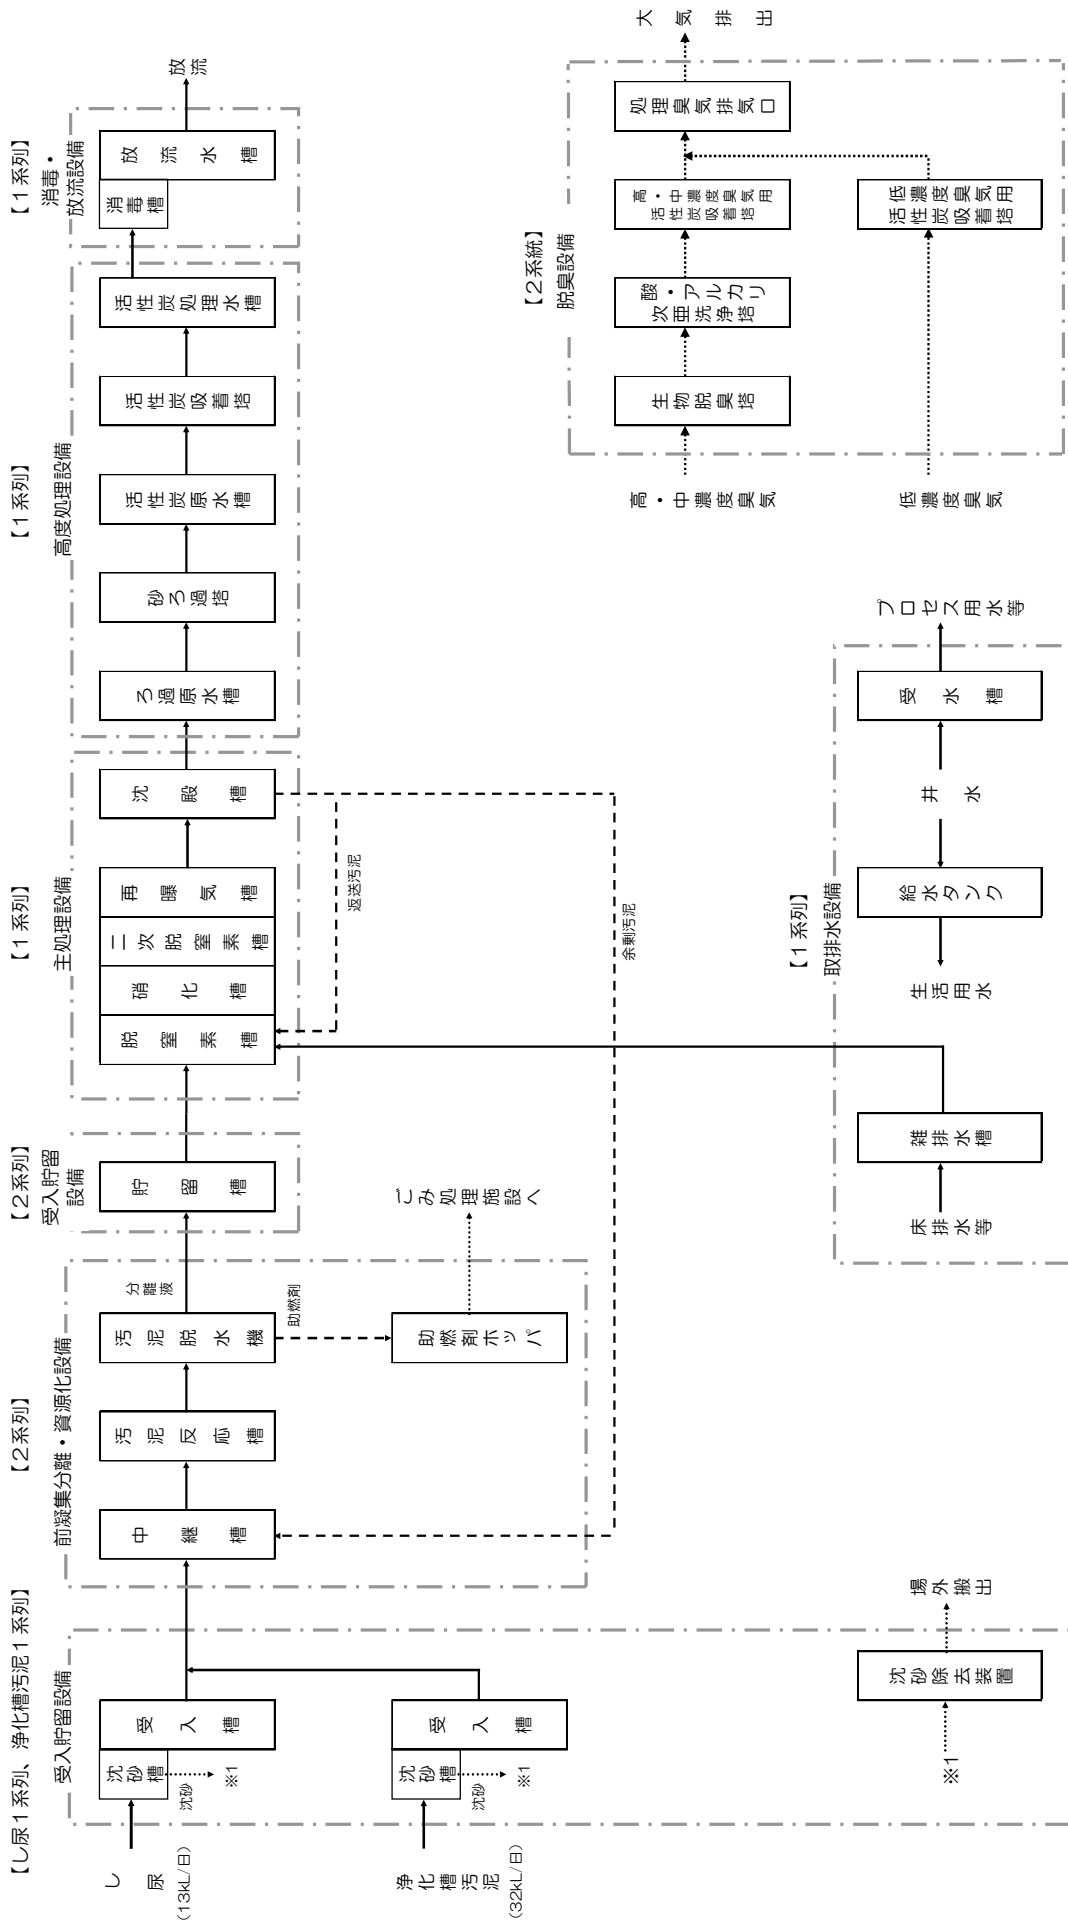 【し尿1系列、浄化槽汚泥1系列】
受入貯留設備
し尿
(13kL/日)
沈砂槽
受入槽
沈砂
※1
浄化槽汚泥
(32kL/日)
沈砂槽
受入槽
沈砂
※1
※1
沈砂除去装置
場外搬出
【2系列】
前凝集分離・資源化設備
中継槽
汚泥反応槽
汚泥脱水機
分離液
助燃剤
助燃剤ホッパ
ごみ処理施設へ
【2系列】
受入貯留
設備
貯留槽
【1系列】
主処理設備
脱窒素槽
硝化槽
二次脱窒素槽
再曝気槽
沈殿槽
返送汚泥
余剰汚泥
【1系列】
高度処理設備
ろ過原水槽
砂ろ過塔
活性炭原水槽
活性炭吸着塔
活性炭処理水槽
【1系列】
消毒・
放流設備
消毒槽
放流水槽
放流
【1系列】
取排水設備
床排水等
雑排水槽
生活用水
給水タンク
井水
受水槽
プロセス用水等
【2系統】
脱臭設備
高・中濃度臭気
生物脱臭塔
酸・アルカリ
次亜洗浄塔
高・中濃度臭気用
活性炭吸着塔
処理臭気排気口
大気排出
低濃度臭気
低濃度臭気用
活性炭吸着塔